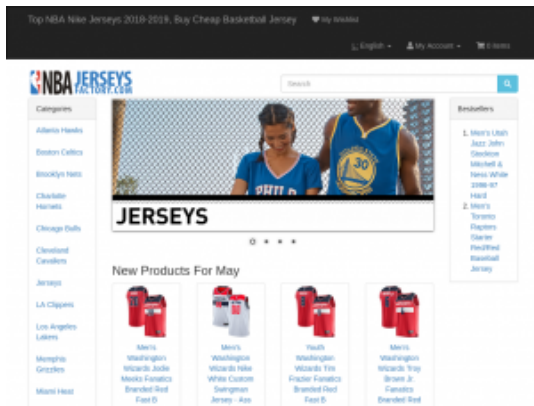 Top NBA Nike Jerseys 2018-2019, Buy Cheap Basketball Jersey
My Wishlist
English
My Account
0 items
NBA JERSEYS
FACTORY.COM
Search
Categories
Atlanta Hawks
Boston Celtics
Brooklyn Nets
Charlotte
Hornets
Chicago Bulls
Cleveland
Cavaliers
Jerseys
LA Clippers
Los Angeles
Lakers
Memphis
Grizzlies
Miami Heat
PHILA
30
JERSEYS
New Products For May
Men's
Washington
Wizards Jodie
Meeks Fanatics
Branded Red
Fast B
Men's
Washington
Wizards Nike
White Custom
Swingman
Jersey - Ass
Youth
Washington
Wizards Tim
Frazier Fanatics
Branded Red
Fast B
Men's
Washington
Wizards Troy
Brown Jr.
Fanatics
Branded Red
Bestsellers
1. Men's Utah
Jazz John
Stockton
Mitchell &
Ness White
1996-97
Hard
2. Men's
Toronto
Raptors
Starter
Red/Red
Baseball
Jersey